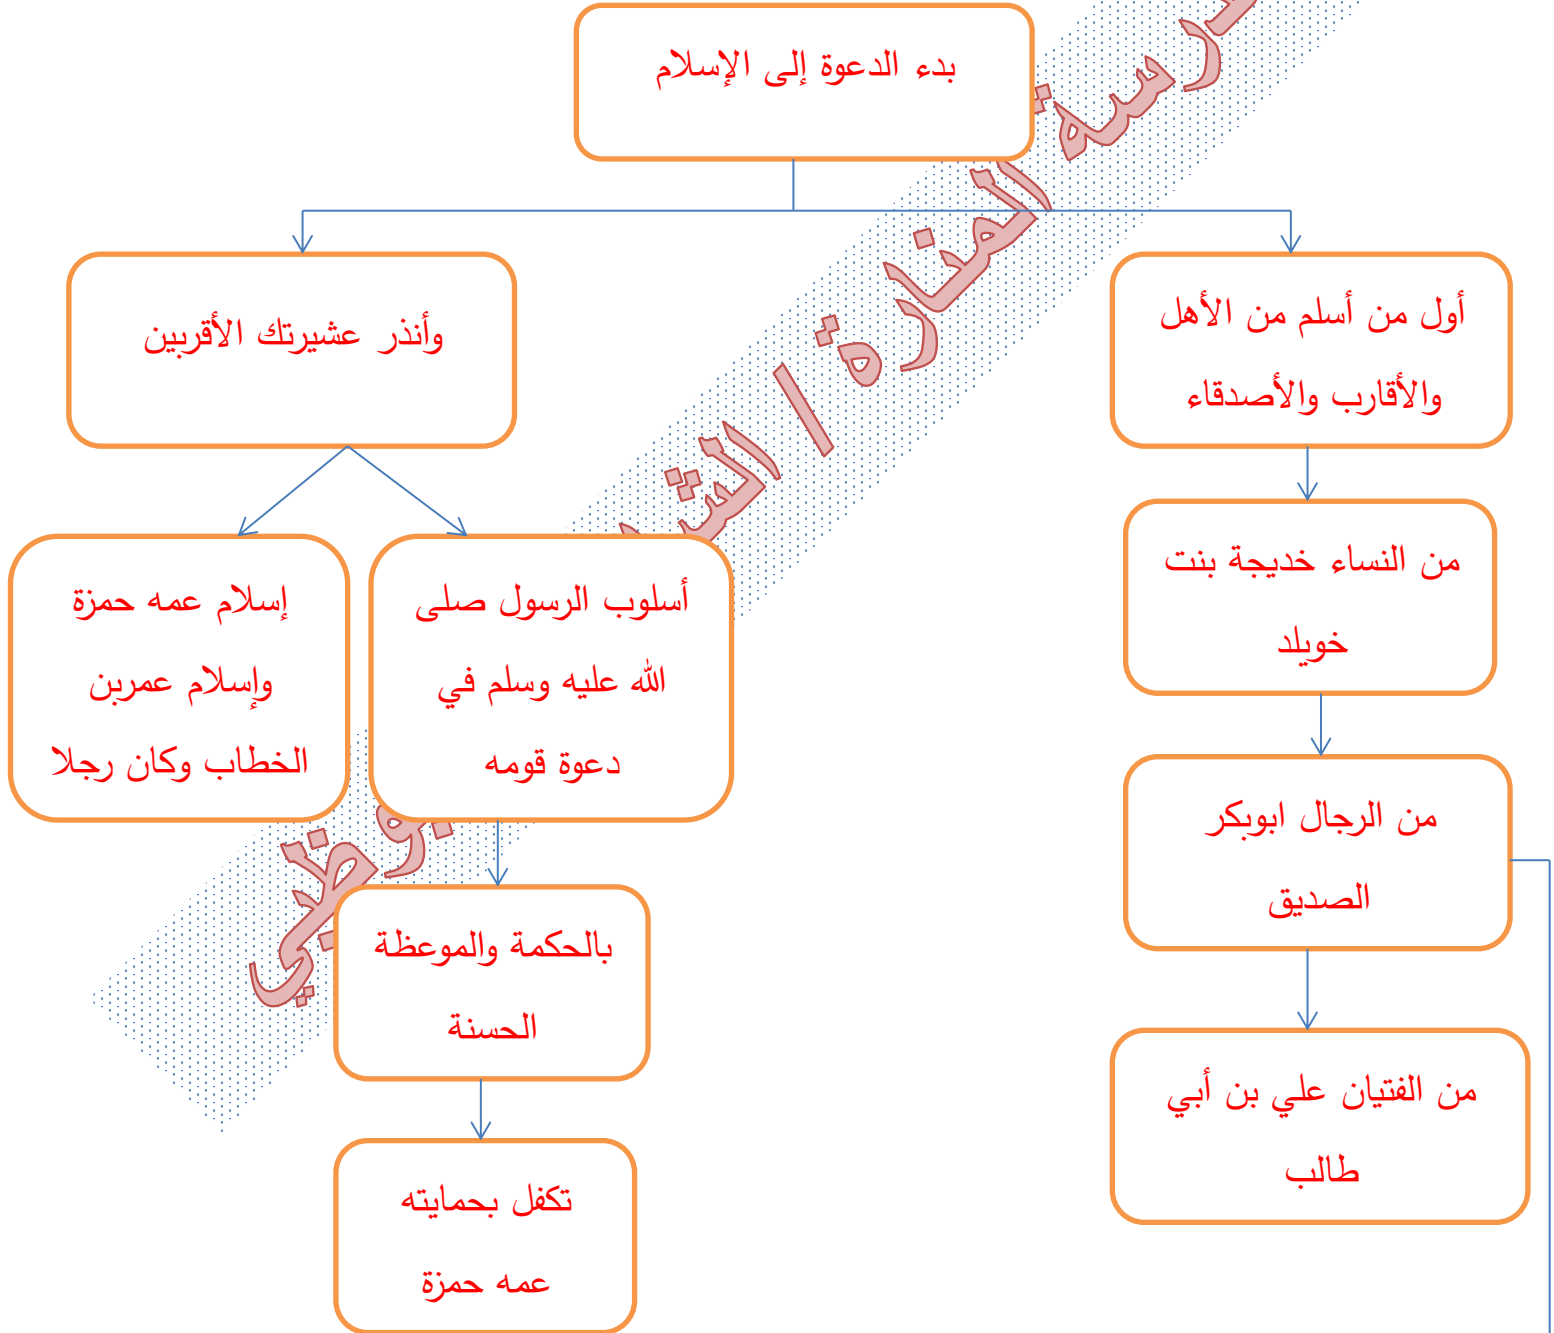 بدء الدعوة إلى الإسلام
أول من أسلم من الأهل
والأقارب والأصدقاء
من النساء خديجة بنت
خويلد
من الرجال ابوبكر
الصديق
من الفتيان علي بن أبي
طالب
وأنذر عشيرتك الأقربين
أسلوب الرسول صلى
الله عليه وسلم في
دعوة قومه
بالحكمة والموعظة
الحسنة
تكفل بحمايته
عمه حمزة
إسلام عمه حمزة
وإسلام عمربن
الخطاب وكان رجلا
المنارة /